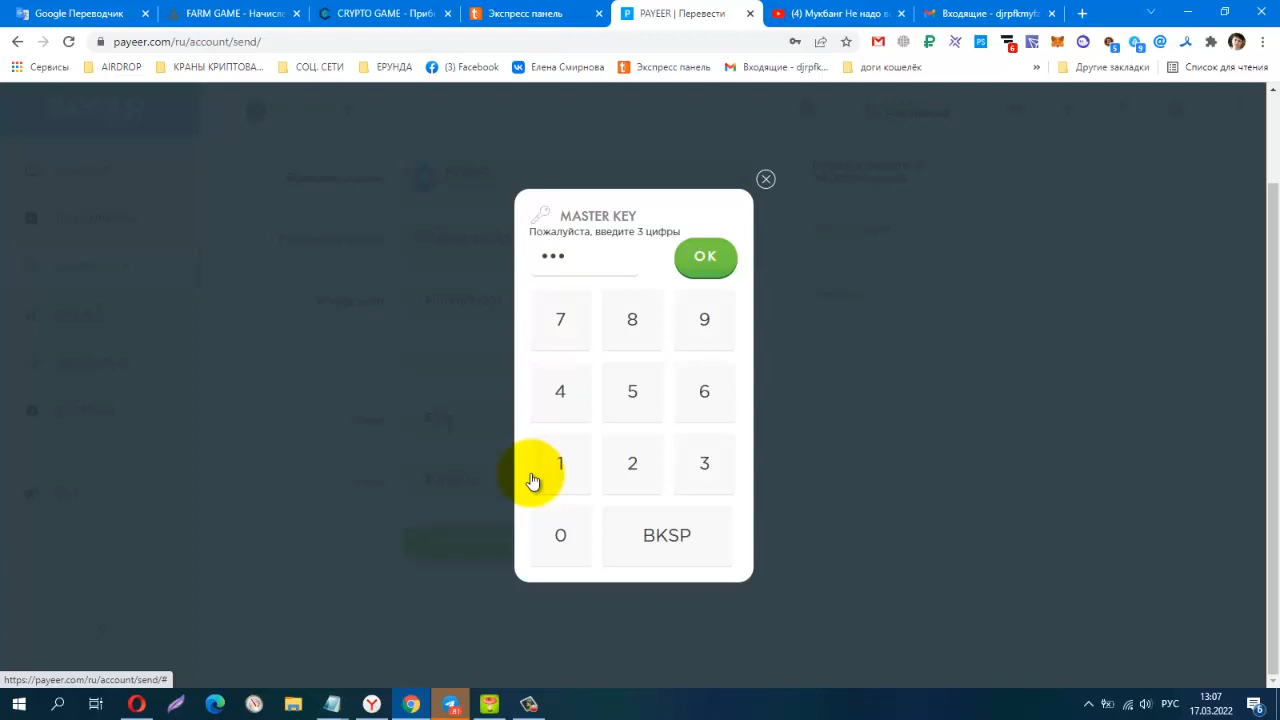 Google Переводчик
FARM GAME - Начисле
CRYPTO GAME - Приб
Экспресс панель
PAYEER | Перевести
(4) Мукбанг Не надо в
Входящие - djrpfkmyf
payeer.com/ru/account/send/
Сервисы
AIRDROP
КРАНЫ КРИПТОВА...
СОЦ. СЕТИ
ЕРУНДА
(3) Facebook
Елена Смирнова
Экспресс панель
Входящие - djrpfk...
доги кошелёк
»
Другие закладки
Список для чтения
MASTER KEY
Пожалуйста, введите 3 цифры
••• OK
7 8 9
4 5 6
1 2 3
0 BKSP
https://payeer.com/ru/account/send/#
РУС
13:07
17.03.2022